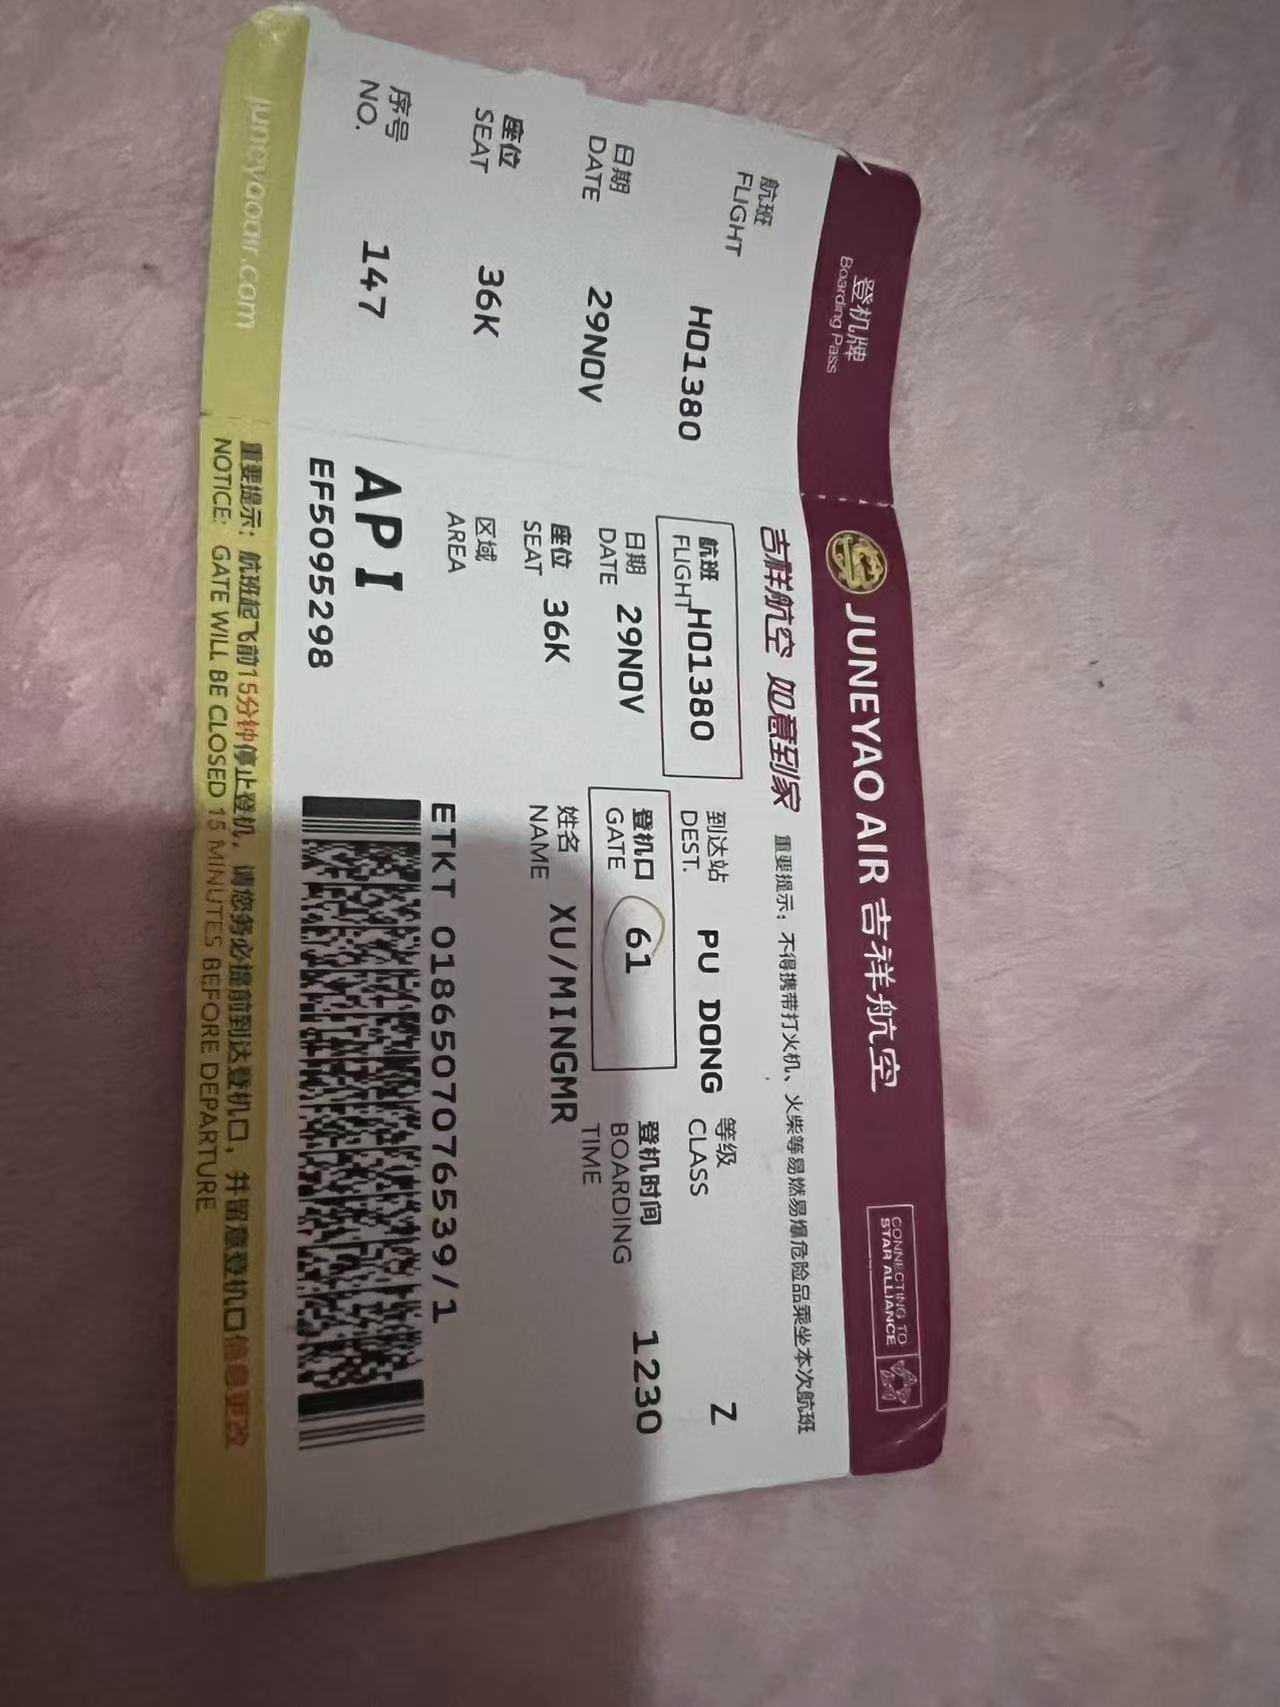 登机牌
Boarding Pass
航班
FLIGHT
HO1380
日期
DATE
29NOV
座位
SEAT
36K
序号
NO.
147
juneyaoair.com
JUNEYAO AIR 吉祥航空
CONNECTING TO
STAR ALLIANCE
吉祥航空 如意到家
重要提示：不得携带打火机、火柴等易燃易爆危险品乘坐本次航班
航班
FLIGHT
HO1380
到达站
DEST.
PU DONG
等级
CLASS
Z
日期
DATE
29NOV
登机口
GATE
61
登机时间
BOARDING
TIME
1230
座位
SEAT
36K
姓名
NAME
XU/MINGMR
区域
AREA
API
ETKT 0186507076539/1
EF5095298
重要提示：航班起飞前15分钟停止登机，请您务必提前到达登机口，并留意登机口信息更改
NOTICE: GATE WILL BE CLOSED 15 MINUTES BEFORE DEPARTURE